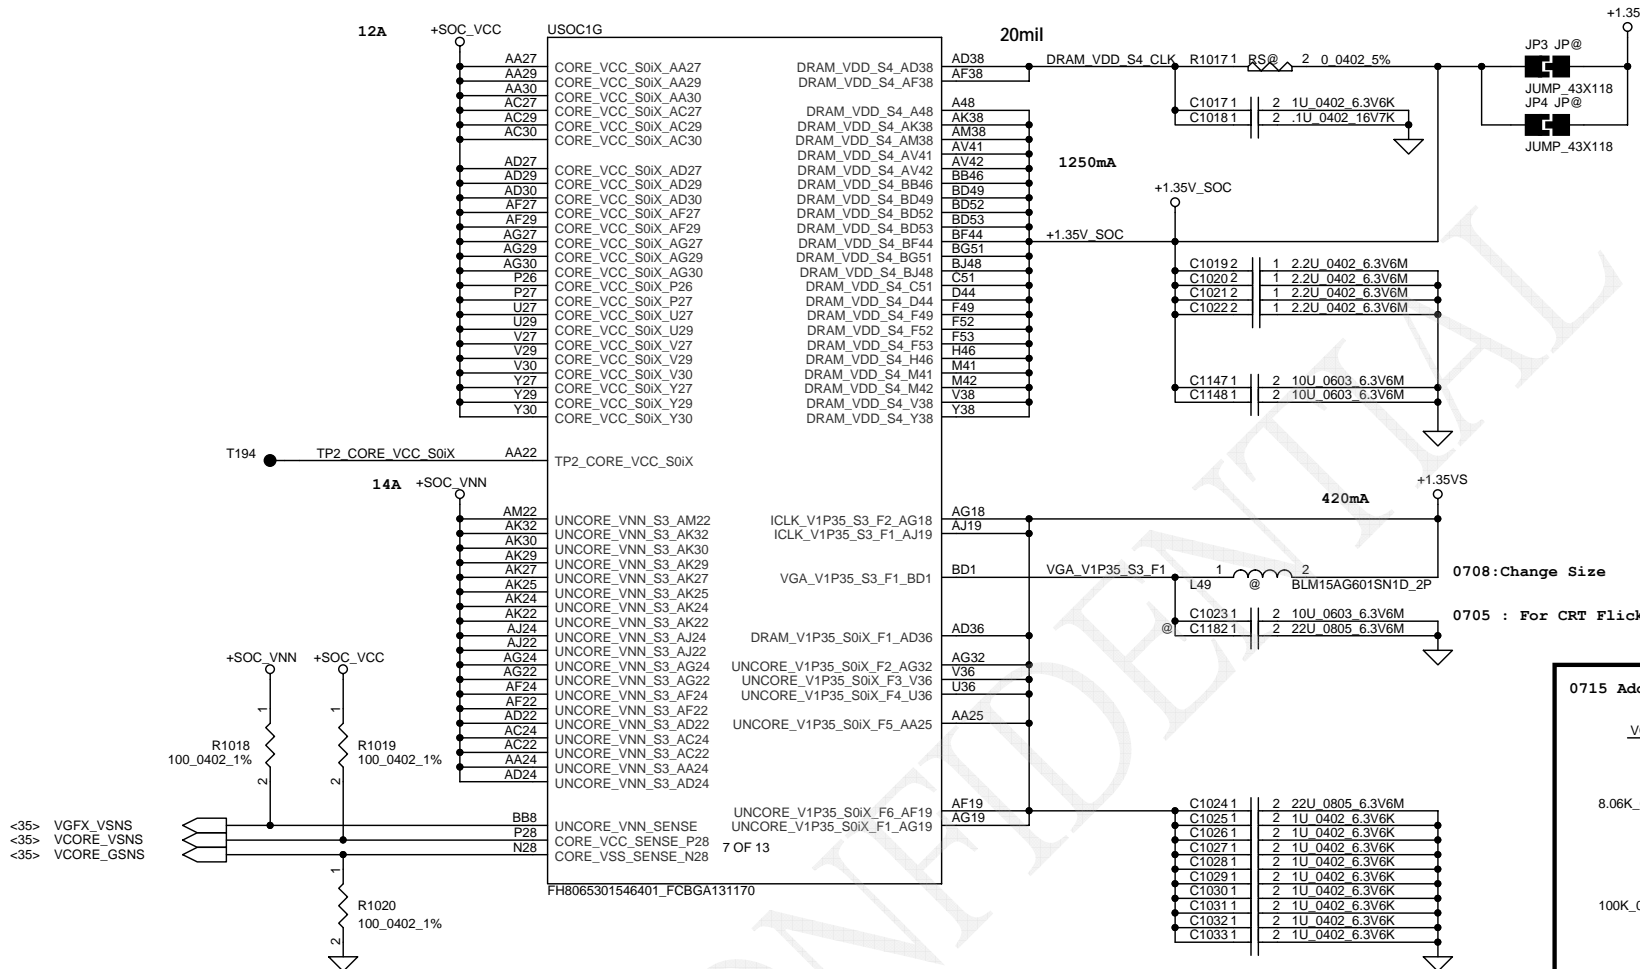 12A
+SOC_VCC
USOC1G
AA27 CORE_VCC_S0iX_AA27
AA29 CORE_VCC_S0iX_AA29
AA30 CORE_VCC_S0iX_AA30
AC27 CORE_VCC_S0iX_AC27
AC29 CORE_VCC_S0iX_AC29
AC30 CORE_VCC_S0iX_AC30
AD27 CORE_VCC_S0iX_AD27
AD29 CORE_VCC_S0iX_AD29
AD30 CORE_VCC_S0iX_AD30
AF27 CORE_VCC_S0iX_AF27
AF29 CORE_VCC_S0iX_AF29
AG27 CORE_VCC_S0iX_AG27
AG29 CORE_VCC_S0iX_AG29
AG30 CORE_VCC_S0iX_AG30
P26 CORE_VCC_S0iX_P26
P27 CORE_VCC_S0iX_P27
U27 CORE_VCC_S0iX_U27
U29 CORE_VCC_S0iX_U29
V27 CORE_VCC_S0iX_V27
V29 CORE_VCC_S0iX_V29
V30 CORE_VCC_S0iX_V30
Y27 CORE_VCC_S0iX_Y27
Y29 CORE_VCC_S0iX_Y29
Y30 CORE_VCC_S0iX_Y30
T194 TP2_CORE_VCC_S0iX AA22 TP2_CORE_VCC_S0iX
14A
+SOC_VNN
AM22 UNCORE_VNN_S3_AM22
AK32 UNCORE_VNN_S3_AK32
AK30 UNCORE_VNN_S3_AK30
AK29 UNCORE_VNN_S3_AK29
AK27 UNCORE_VNN_S3_AK27
AK25 UNCORE_VNN_S3_AK25
AK24 UNCORE_VNN_S3_AK24
AK22 UNCORE_VNN_S3_AK22
AJ24 UNCORE_VNN_S3_AJ24
AJ22 UNCORE_VNN_S3_AJ22
AG24 UNCORE_VNN_S3_AG24
AG22 UNCORE_VNN_S3_AG22
AF24 UNCORE_VNN_S3_AF24
AF22 UNCORE_VNN_S3_AF22
AD22 UNCORE_VNN_S3_AD22
AC24 UNCORE_VNN_S3_AC24
AC22 UNCORE_VNN_S3_AC22
AA24 UNCORE_VNN_S3_AA24
AD24 UNCORE_VNN_S3_AD24
+SOC_VNN
+SOC_VCC
1
1
R1018
100_0402_1%
R1019
100_0402_1%
2
2
<35> VGFX_VSNS BB8 UNCORE_VNN_SENSE
<35> VCORE_VSNS P28 CORE_VCC_SENSE_P28
<35> VCORE_GSNS N28 CORE_VSS_SENSE_N28
7 OF 13
1
R1020
100_0402_1%
2
FH8065301546401_FCBGA131170
20mil
DRAM_VDD_S4_AD38 AD38
DRAM_VDD_S4_AF38 AF38
DRAM_VDD_S4_A48 A48
DRAM_VDD_S4_AK38 AK38
DRAM_VDD_S4_AM38 AM38
DRAM_VDD_S4_AV41 AV41
DRAM_VDD_S4_AV42 AV42
DRAM_VDD_S4_BB46 BB46
DRAM_VDD_S4_BD49 BD49
DRAM_VDD_S4_BD52 BD52
DRAM_VDD_S4_BD53 BD53
DRAM_VDD_S4_BF44 BF44
DRAM_VDD_S4_BG51 BG51
DRAM_VDD_S4_BJ48 BJ48
DRAM_VDD_S4_C51 C51
DRAM_VDD_S4_D44 D44
DRAM_VDD_S4_F49 F49
DRAM_VDD_S4_F52 F52
DRAM_VDD_S4_F53 F53
DRAM_VDD_S4_H46 H46
DRAM_VDD_S4_M41 M41
DRAM_VDD_S4_M42 M42
DRAM_VDD_S4_V38 V38
DRAM_VDD_S4_Y38 Y38
DRAM_VDD_S4_CLK R1017 1 RS@ 2 0_0402_5%
C1017 1 2 1U_0402_6.3V6K
C1018 1 2 .1U_0402_16V7K
+1.35
JP3 JP@
JUMP_43X118
JP4 JP@
JUMP_43X118
1250mA
+1.35V_SOC
+1.35V_SOC
C1019 2 1 2.2U_0402_6.3V6M
C1020 2 1 2.2U_0402_6.3V6M
C1021 2 1 2.2U_0402_6.3V6M
C1022 2 1 2.2U_0402_6.3V6M
C1147 1 2 10U_0603_6.3V6M
C1148 1 2 10U_0603_6.3V6M
+1.35VS
420mA
ICLK_V1P35_S3_F2_AG18 AG18
ICLK_V1P35_S3_F1_AJ19 AJ19
VGA_V1P35_S3_F1_BD1 BD1 VGA_V1P35_S3_F1 1 2
L49 @ BLM15AG601SN1D_2P
0708:Change Size
C1023 1 2 10U_0603_6.3V6M
@ C1182 1 2 22U_0805_6.3V6M
0705 : For CRT Flick
DRAM_V1P35_S0iX_F1_AD36 AD36
UNCORE_V1P35_S0iX_F2_AG32 AG32
UNCORE_V1P35_S0iX_F3_V36 V36
UNCORE_V1P35_S0iX_F4_U36 U36
UNCORE_V1P35_S0iX_F5_AA25 AA25
UNCORE_V1P35_S0iX_F6_AF19 AF19
UNCORE_V1P35_S0iX_F1_AG19 AG19
C1024 1 2 22U_0805_6.3V6M
C1025 1 2 1U_0402_6.3V6K
C1026 1 2 1U_0402_6.3V6K
C1027 1 2 1U_0402_6.3V6K
C1028 1 2 1U_0402_6.3V6K
C1029 1 2 1U_0402_6.3V6K
C1030 1 2 1U_0402_6.3V6K
C1031 1 2 1U_0402_6.3V6K
C1032 1 2 1U_0402_6.3V6K
C1033 1 2 1U_0402_6.3V6K
0715 Ad
8.06K_
100K_
ONFIDENTIAL